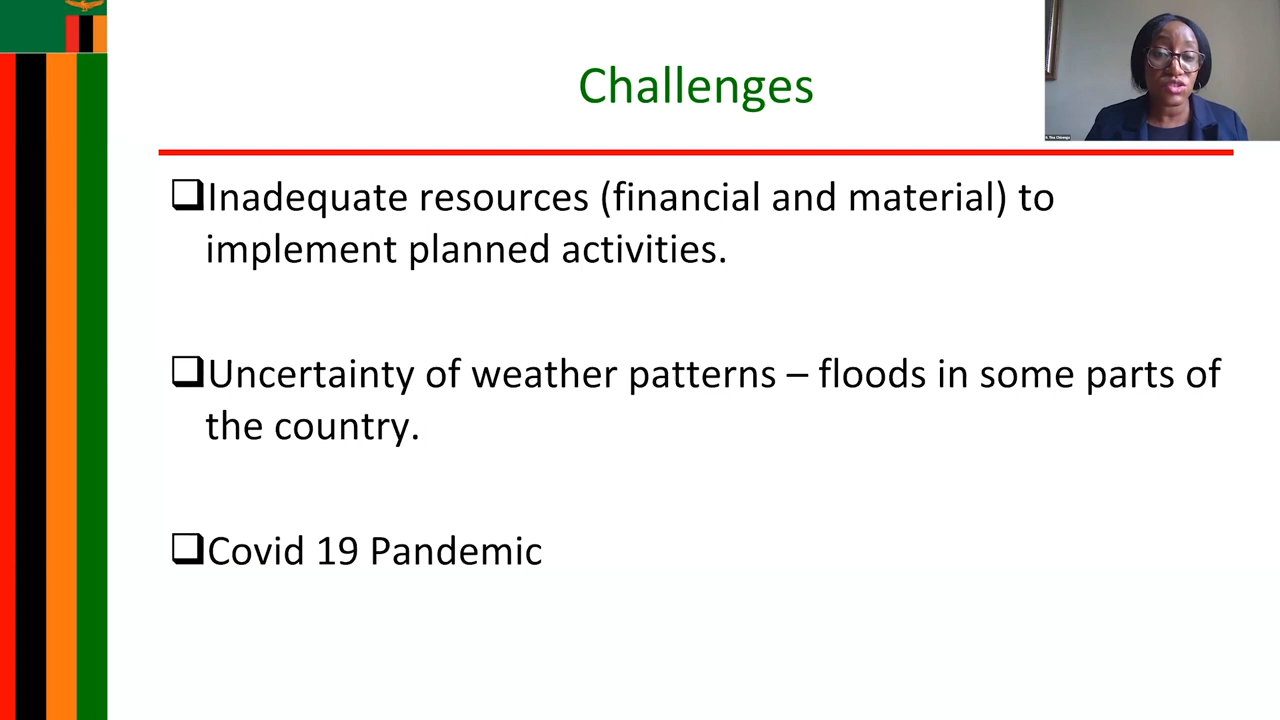 Challenges
❑Inadequate resources (financial and material) to
implement planned activities.
❑Uncertainty of weather patterns – floods in some parts of
the country.
❑Covid 19 Pandemic